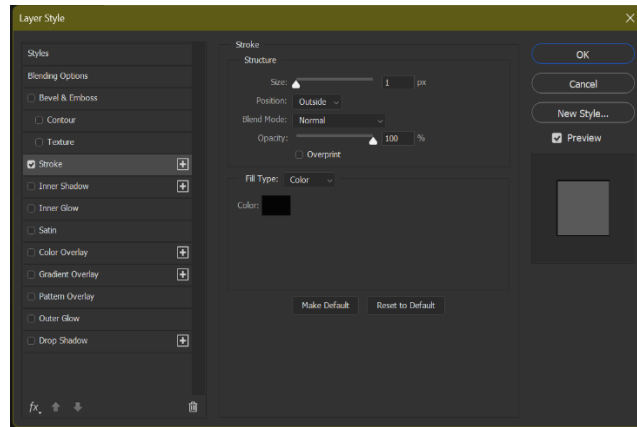 Layer Style
Styles
Blending Options
Bevel & Emboss
Contour
Texture
Stroke
Inner Shadow
Inner Glow
Satin
Color Overlay
Gradient Overlay
Pattern Overlay
Outer Glow
Drop Shadow
fx
Stroke
Structure
Size: 1 px
Position: Outside
Blend Mode: Normal
Opacity: 100 %
Overprint
Fill Type: Color
Color:
Make Default Reset to Default
OK
Cancel
New Style...
Preview